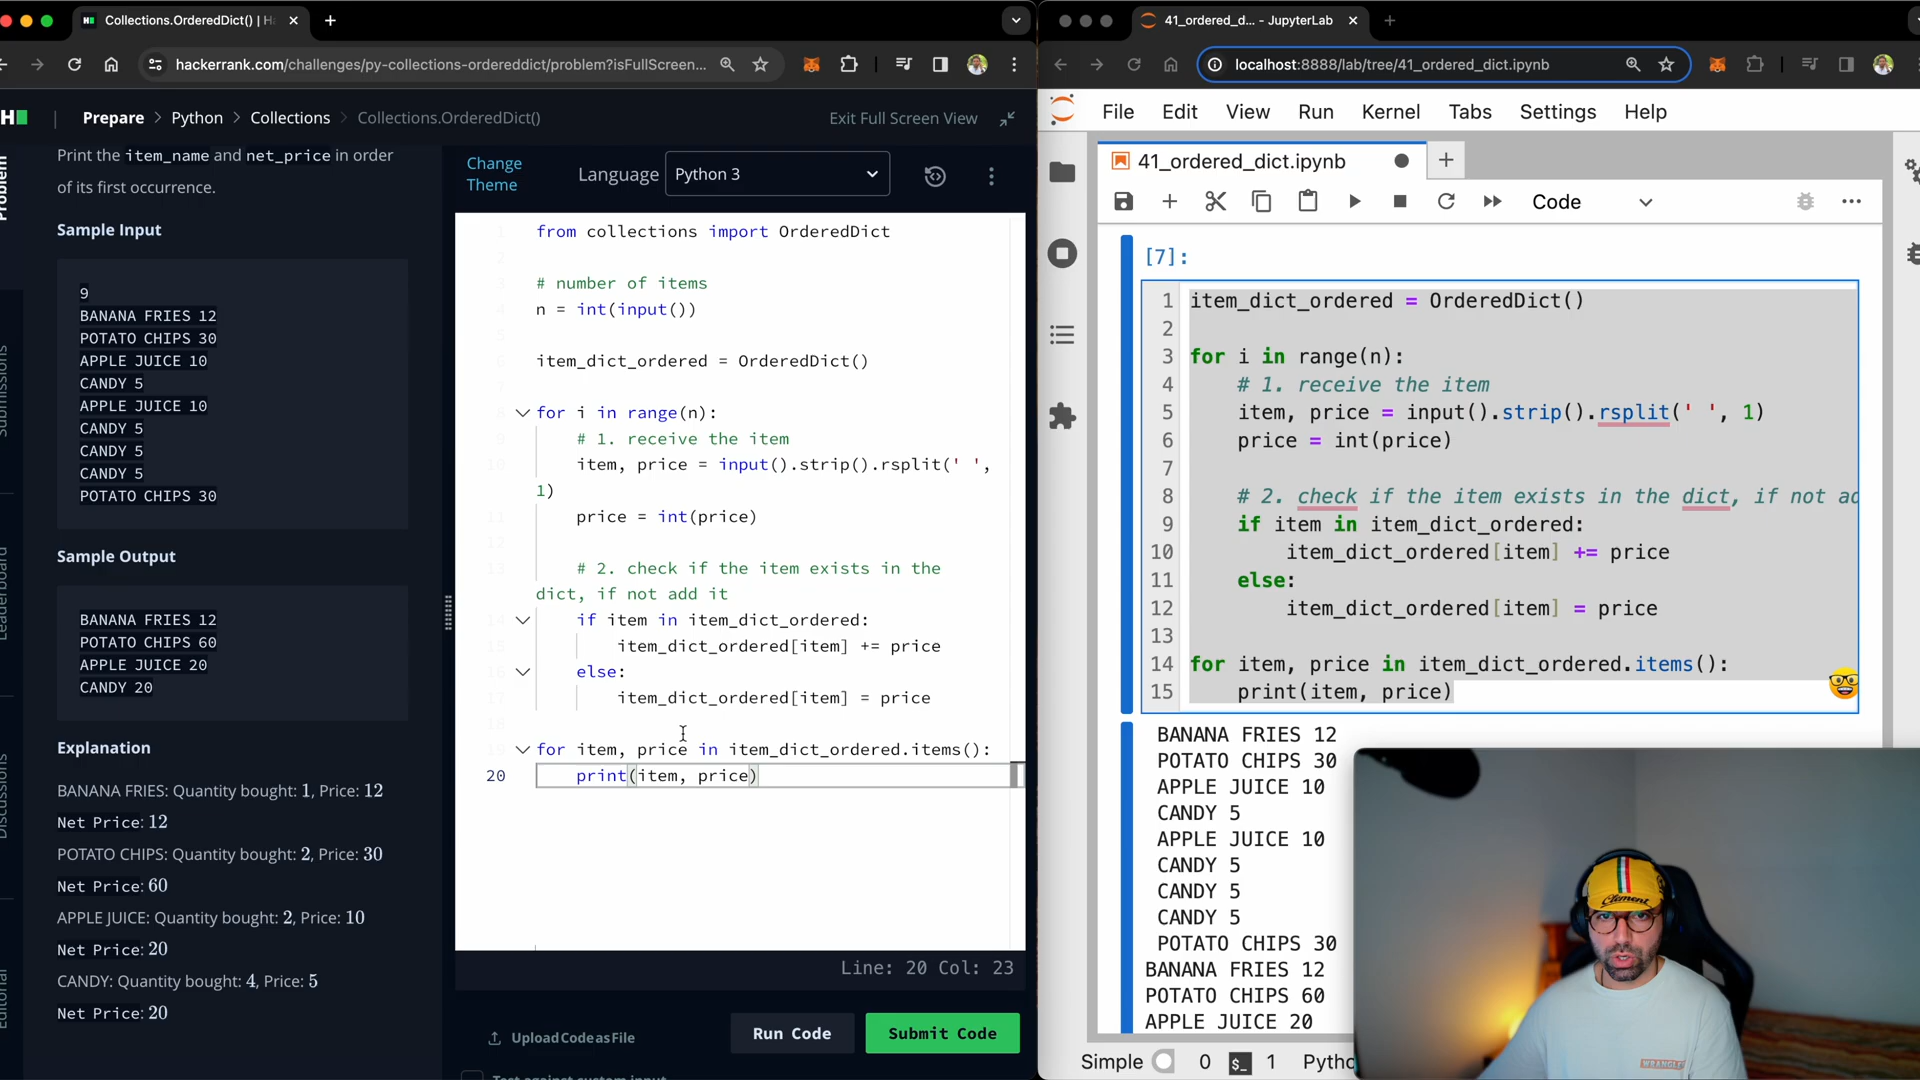 Collections.OrderedDict() | H
hackerrank.com/challenges/py-collections-ordereddict/problem?isFullScreen...
Prepare > Python > Collections > Collections.OrderedDict()
Exit Full Screen View
Problem
Submissions
Leaderboard
Discussions
Editorial
Print the item_name and net_price in order
of its first occurrence.
Sample Input
9
BANANA FRIES 12
POTATO CHIPS 30
APPLE JUICE 10
CANDY 5
APPLE JUICE 10
CANDY 5
CANDY 5
CANDY 5
POTATO CHIPS 30
Sample Output
BANANA FRIES 12
POTATO CHIPS 60
APPLE JUICE 20
CANDY 20
Explanation
BANANA FRIES: Quantity bought: 1, Price: 12
Net Price: 12
POTATO CHIPS: Quantity bought: 2, Price: 30
Net Price: 60
APPLE JUICE: Quantity bought: 2, Price: 10
Net Price: 20
CANDY: Quantity bought: 4, Price: 5
Net Price: 20
Change
Theme
Language
Python 3
from collections import OrderedDict
# number of items
n = int(input())
item_dict_ordered = OrderedDict()
for i in range(n):
# 1. receive the item
item, price = input().strip().rsplit(' ',
1)
price = int(price)
# 2. check if the item exists in the
dict, if not add it
if item in item_dict_ordered:
item_dict_ordered[item] += price
else:
item_dict_ordered[item] = price
for item, price in item_dict_ordered.items():
20 print(item, price)
Line: 20 Col: 23
Upload Code as File
Run Code
Submit Code
Test against custom input
41_ordered_d... - JupyterLab
localhost:8888/lab/tree/41_ordered_dict.ipynb
File Edit View Run Kernel Tabs Settings Help
41_ordered_dict.ipynb
Code
[7]:
1 item_dict_ordered = OrderedDict()
2
3 for i in range(n):
4 # 1. receive the item
5 item, price = input().strip().rsplit(' ', 1)
6 price = int(price)
7
8 # 2. check if the item exists in the dict, if not ad
9 if item in item_dict_ordered:
10 item_dict_ordered[item] += price
11 else:
12 item_dict_ordered[item] = price
13
14 for item, price in item_dict_ordered.items():
15 print(item, price)
BANANA FRIES 12
POTATO CHIPS 30
APPLE JUICE 10
CANDY 5
APPLE JUICE 10
CANDY 5
CANDY 5
CANDY 5
POTATO CHIPS 30
BANANA FRIES 12
POTATO CHIPS 60
APPLE JUICE 20
Simple 0 $_ 1 Pytho
Clement
WRANGLER